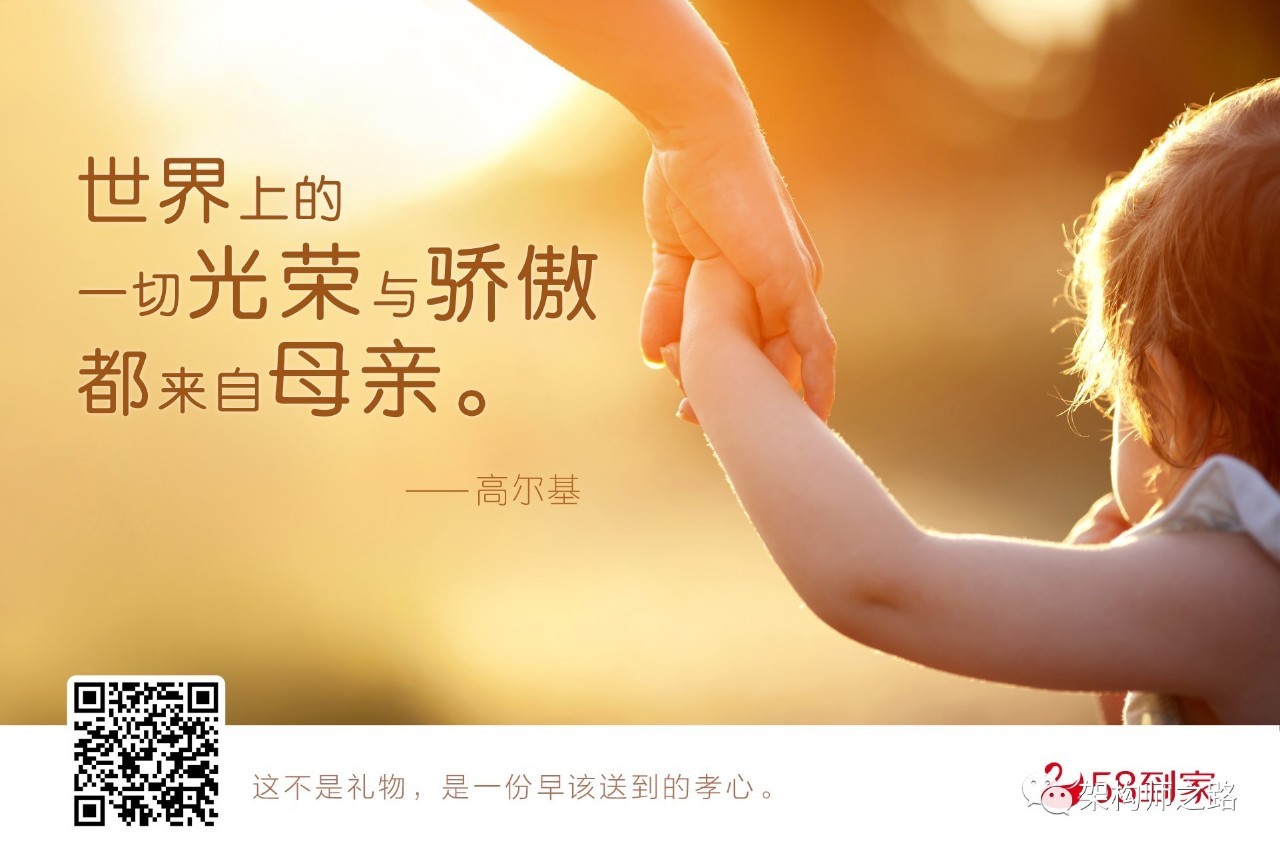 世界上的
一切光荣与骄傲
都来自母亲。
——高尔基
这不是礼物，是一份早该送到的孝心。
58到家
架构师之路